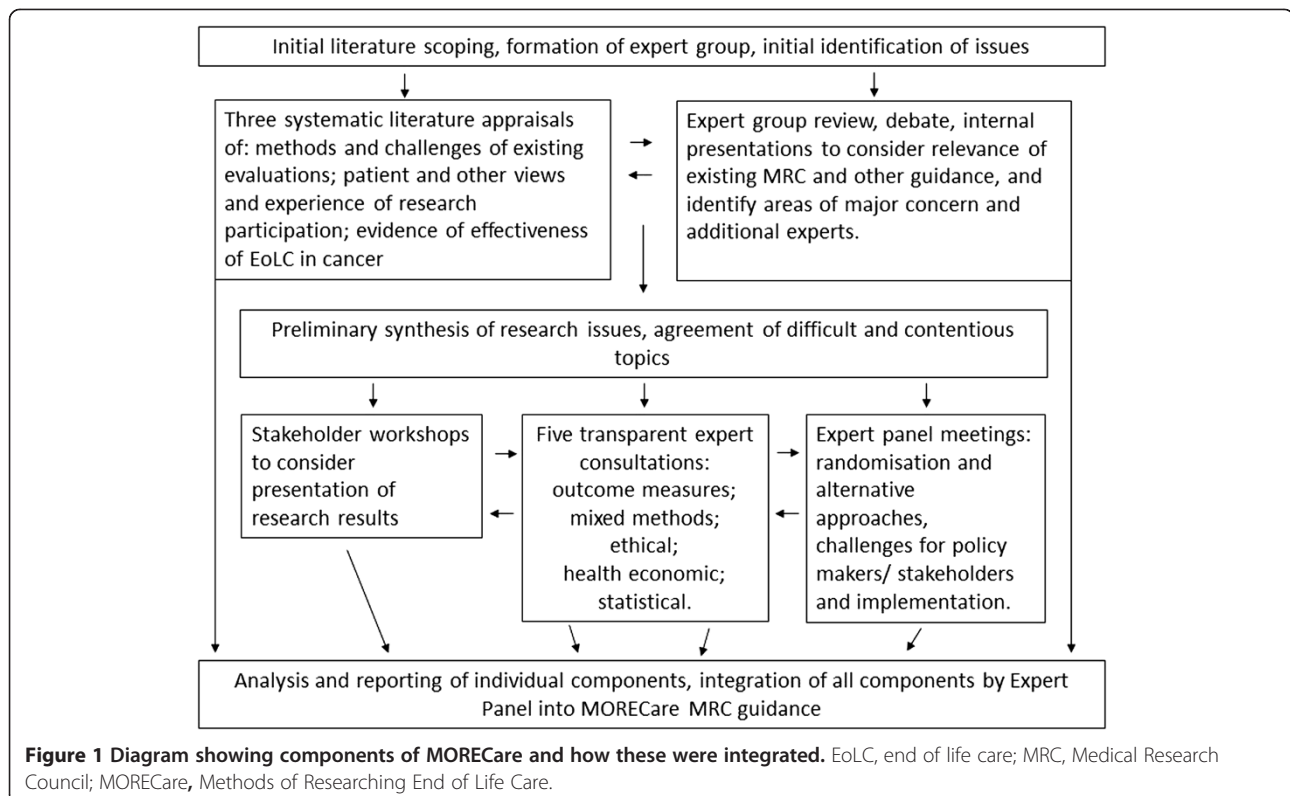 Initial literature scoping, formation of expert group, initial identification of issues
Three systematic literature appraisals
of: methods and challenges of existing
evaluations; patient and other views
and experience of research
participation; evidence of effectiveness
of EoLC in cancer
Expert group review, debate, internal
presentations to consider relevance of
existing MRC and other guidance, and
identify areas of major concern and
additional experts.
Preliminary synthesis of research issues, agreement of difficult and contentious
topics
Stakeholder workshops
to consider
presentation of
research results
Five transparent expert
consultations:
outcome measures;
mixed methods;
ethical;
health economic;
statistical.
Expert panel meetings:
randomisation and
alternative
approaches,
challenges for policy
makers/ stakeholders
and implementation.
Analysis and reporting of individual components, integration of all components by Expert
Panel into MORECare MRC guidance
Figure 1 Diagram showing components of MORECare and how these were integrated. EoLC, end of life care; MRC, Medical Research
Council; MORECare, Methods of Researching End of Life Care.